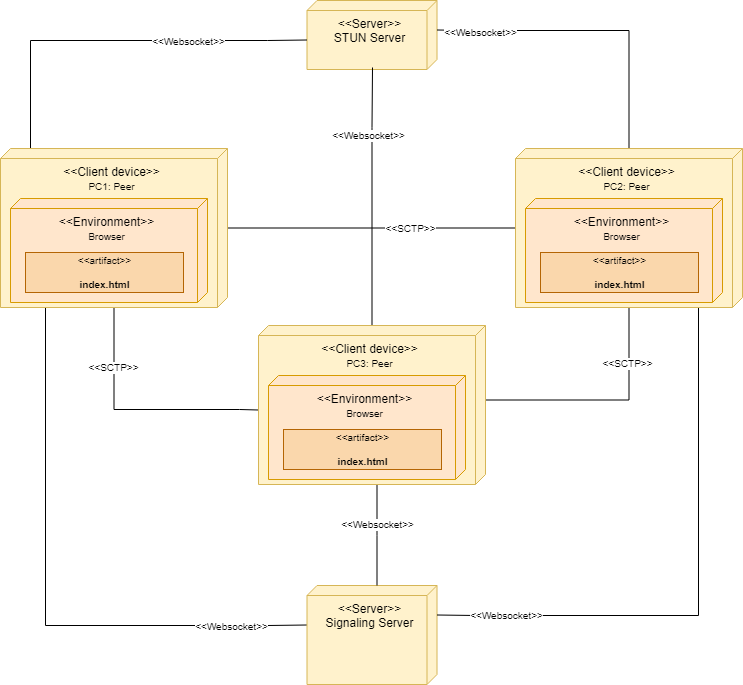 <<Server>>
STUN Server
<<Websocket>>
<<Websocket>>
<<Websocket>>
<<Client device>>
PC1: Peer
<<Environment>>
Browser
<<artifact>>
index.html
<<SCTP>>
<<Client device>>
PC2: Peer
<<Environment>>
Browser
<<artifact>>
index.html
<<SCTP>>
<<Client device>>
PC3: Peer
<<Environment>>
Browser
<<artifact>>
index.html
<<SCTP>>
<<Websocket>>
<<Server>>
Signaling Server
<<Websocket>>
<<Websocket>>